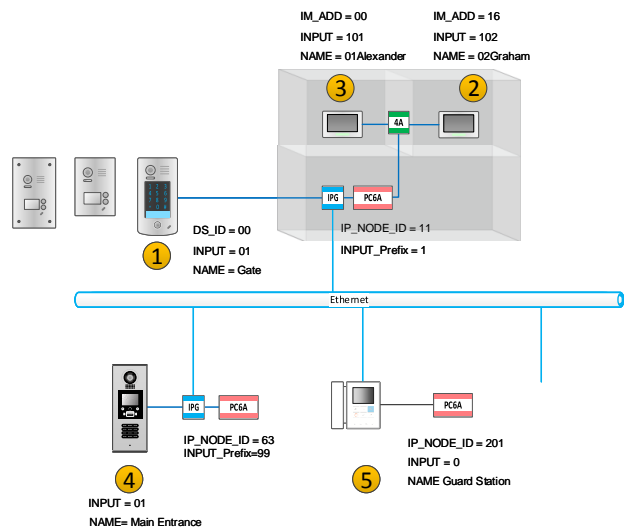 IM_ADD = 00
INPUT = 101
NAME = 01Alexander
IM_ADD = 16
INPUT = 102
NAME = 02Graham
3
2
4A
IPG
PC6A
1
DS_ID = 00
INPUT = 01
NAME = Gate
IP_NODE_ID = 11
INPUT_Prefix = 1
Ethernet
IPG
PC6A
IP_NODE_ID = 63
INPUT_Prefix=99
4
INPUT = 01
NAME= Main Entrance
PC6A
5
IP_NODE_ID = 201
INPUT = 0
NAME Guard Station